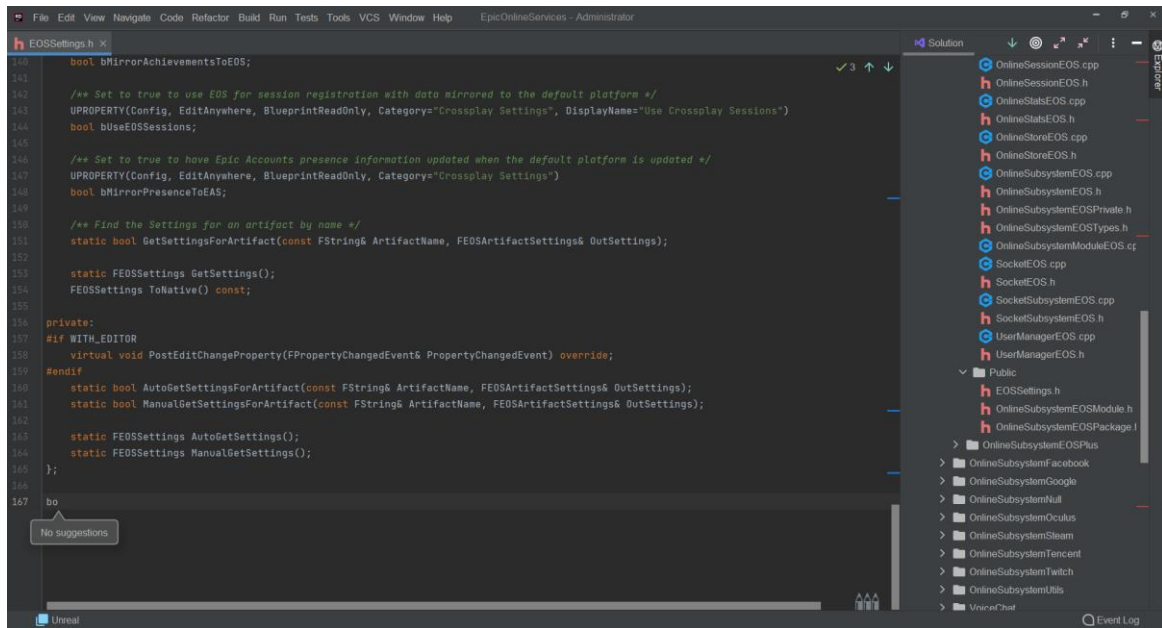 File Edit View Navigate Code Refactor Build Run Tests Tools VCS Window Help EpicOnlineServices - Administrator
EOSSettings.h
140 bool bMirrorAchievementsToEOS;
141
142 /** Set to true to use EOS for session registration with data mirrored to the default platform */
143 UPROPERTY(Config, EditAnywhere, BlueprintReadOnly, Category="Crossplay Settings", DisplayName="Use Crossplay Sessions")
144 bool bUseEOSSessions;
145
146 /** Set to true to have Epic Accounts presence information updated when the default platform is updated */
147 UPROPERTY(Config, EditAnywhere, BlueprintReadOnly, Category="Crossplay Settings")
148 bool bMirrorPresenceToEAS;
149
150 /** Find the Settings for an artifact by name */
151 static bool GetSettingsForArtifact(const FString& ArtifactName, FEOSArtifactSettings& OutSettings);
152
153 static FEOSSettings GetSettings();
154 FEOSSettings ToNative() const;
155
156 private:
157 #if WITH_EDITOR
158 virtual void PostEditChangeProperty(FPropertyChangedEvent& PropertyChangedEvent) override;
159 #endif
160 static bool AutoGetSettingsForArtifact(const FString& ArtifactName, FEOSArtifactSettings& OutSettings);
161 static bool ManualGetSettingsForArtifact(const FString& ArtifactName, FEOSArtifactSettings& OutSettings);
162
163 static FEOSSettings AutoGetSettings();
164 static FEOSSettings ManualGetSettings();
165 };
166
167 bo
No suggestions
3
Solution
OnlineSessionEOS.cpp
OnlineSessionEOS.h
OnlineStatsEOS.cpp
OnlineStatsEOS.h
OnlineStoreEOS.cpp
OnlineStoreEOS.h
OnlineSubsystemEOS.cpp
OnlineSubsystemEOS.h
OnlineSubsystemEOSPrivate.h
OnlineSubsystemEOSTypes.h
OnlineSubsystemModuleEOS.cp
SocketEOS.cpp
SocketEOS.h
SocketSubsystemEOS.cpp
SocketSubsystemEOS.h
UserManagerEOS.cpp
UserManagerEOS.h
Public
EOSSettings.h
OnlineSubsystemEOSModule.h
OnlineSubsystemEOSPackage.h
OnlineSubsystemEOSPlus
OnlineSubsystemFacebook
OnlineSubsystemGoogle
OnlineSubsystemNull
OnlineSubsystemOculus
OnlineSubsystemSteam
OnlineSubsystemTencent
OnlineSubsystemTwitch
OnlineSubsystemUtils
VoiceChat
Explorer
Unreal
Event Log